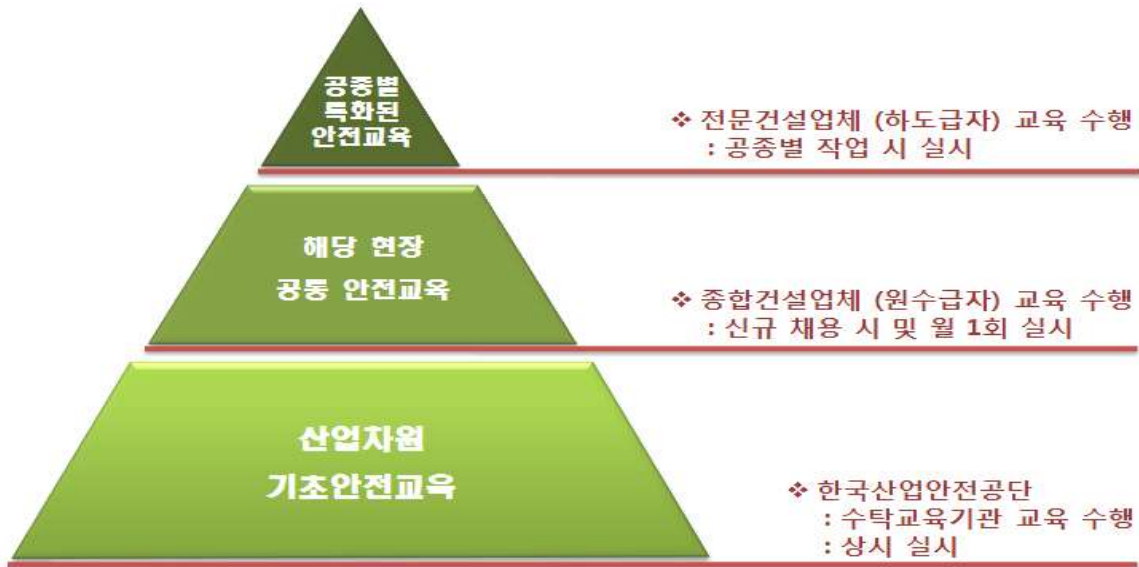 공종별
특화된
안전교육
❖ 전문건설업체 (하도급자) 교육 수행
: 공종별 작업 시 실시
해당 현장
공통 안전교육
❖ 종합건설업체 (원수급자) 교육 수행
: 신규 채용 시 및 월 1회 실시
산업차원
기초안전교육
❖ 한국산업안전공단
: 수탁교육기관 교육 수행
: 상시 실시